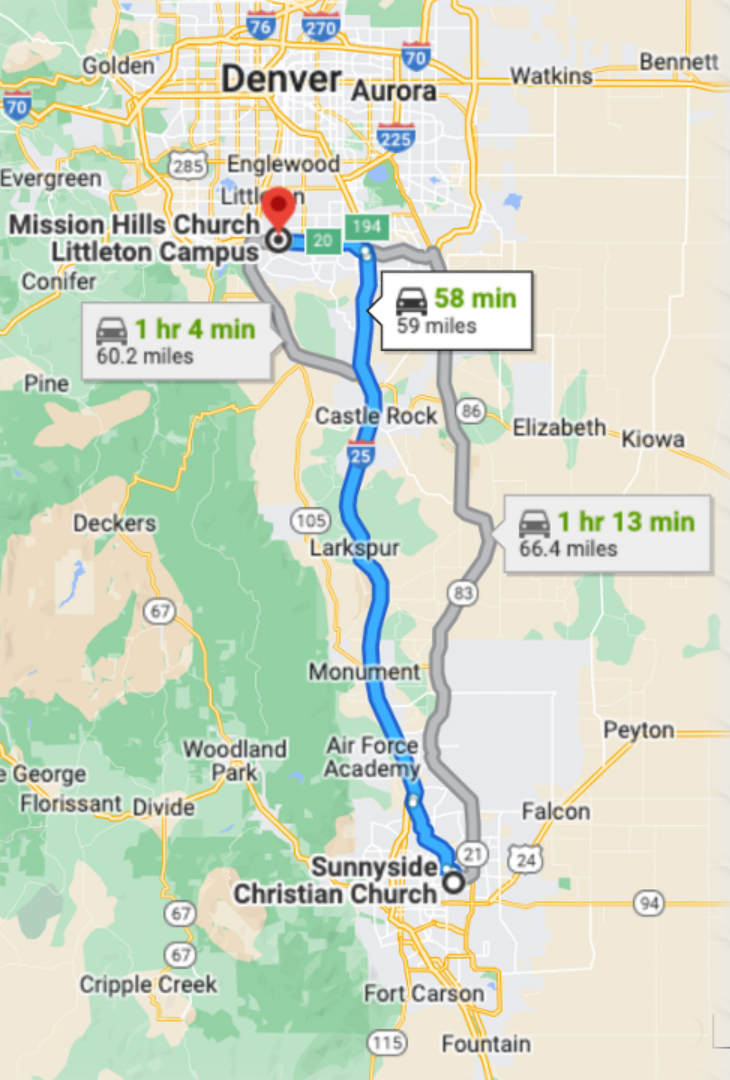 76
270
Golden
70
Bennett
Denver
Watkins
Aurora
70
225
285
Englewood
Evergreen
Mission Hills Church
Littleton Campus
20
194
Conifer
58 min
59 miles
1 hr 4 min
60.2 miles
Pine
Castle Rock
86
Elizabeth
Kiowa
25
Deckers
105
1 hr 13 min
66.4 miles
Larkspur
83
67
Monument
Peyton
Woodland
Park
Air Force
Academy
e George
Florissant
Divide
Falcon
21
24
Sunnyside
Christian Church
94
67
67
Cripple Creek
Fort Carson
115
Fountain